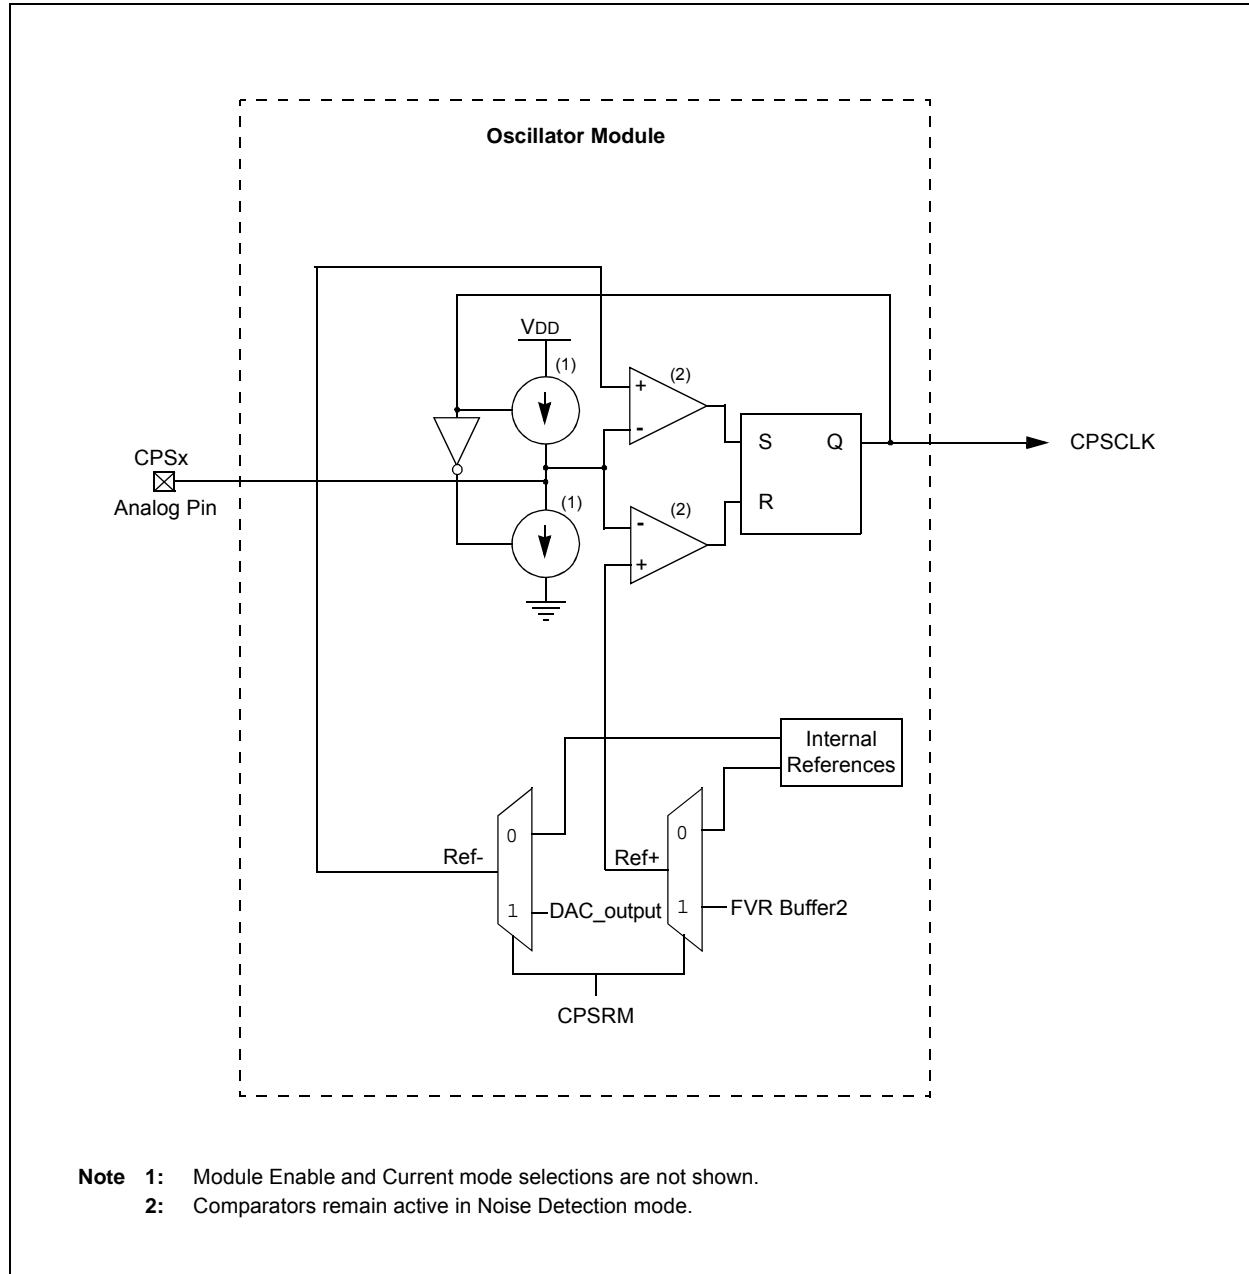 Oscillator Module
VDD
(1)
(2)
+
-
S Q
CPSCLK
CPSx
Analog Pin
(1)
(2)
R
-
+
Internal
References
0
0
Ref-
Ref+
1
DAC_output
1
FVR Buffer2
CPSRM
Note 1: Module Enable and Current mode selections are not shown.
2: Comparators remain active in Noise Detection mode.